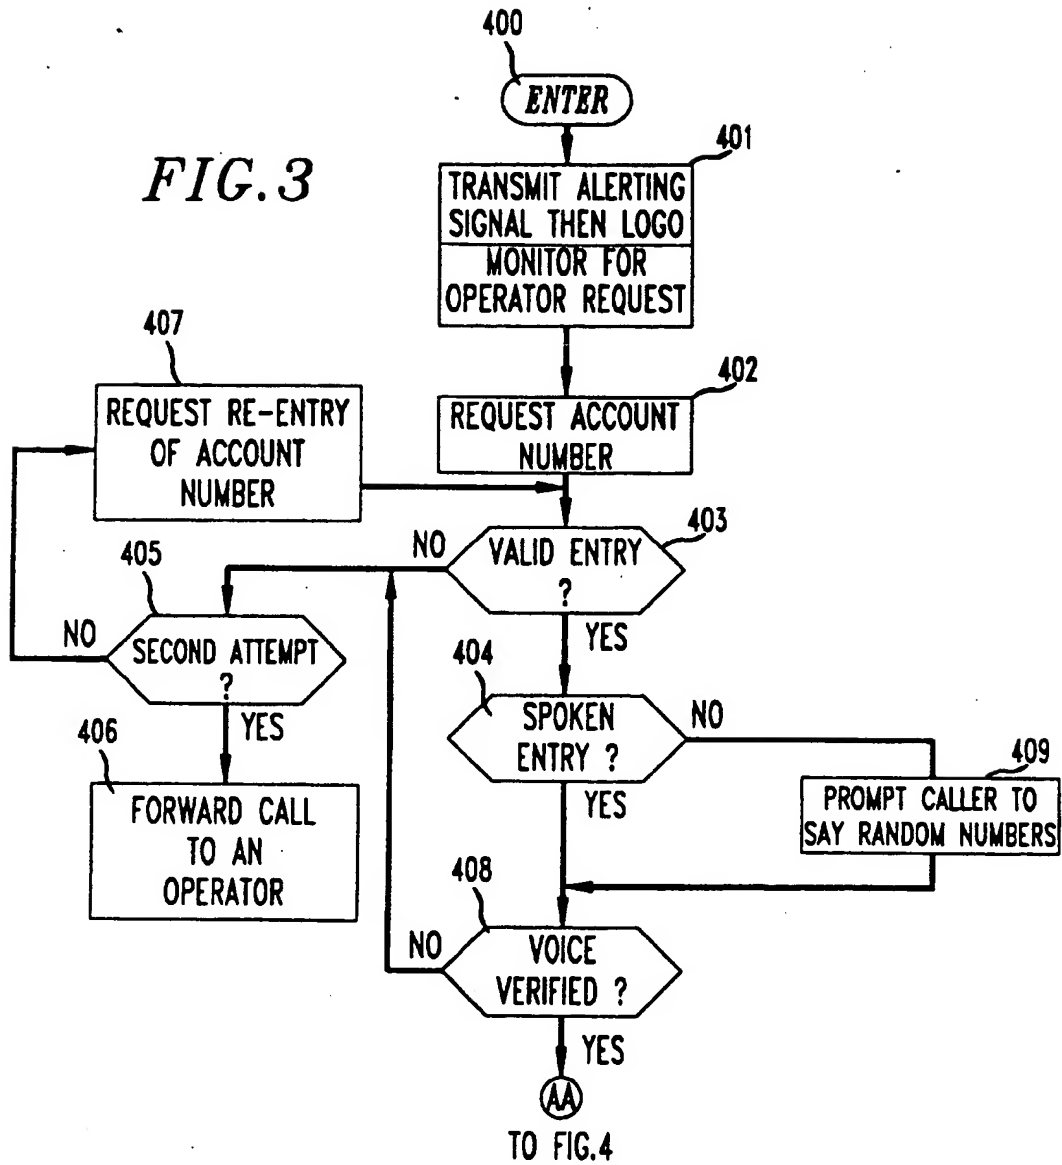 400
ENTER
FIG.3
401
TRANSMIT ALERTING
SIGNAL THEN LOGO
MONITOR FOR
OPERATOR REQUEST
407
REQUEST RE-ENTRY
OF ACCOUNT
NUMBER
402
REQUEST ACCOUNT
NUMBER
403
VALID ENTRY
?
NO
YES
405
SECOND ATTEMPT
?
NO
YES
406
FORWARD CALL
TO AN
OPERATOR
404
SPOKEN
ENTRY ?
NO
YES
409
PROMPT CALLER TO
SAY RANDOM NUMBERS
408
VOICE
VERIFIED ?
NO
YES
AA
TO FIG.4